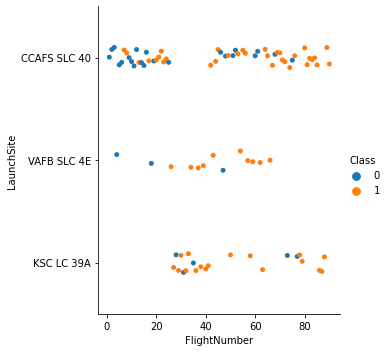 CCAFS SLC 40
VAFB SLC 4E
KSC LC 39A
LaunchSite
0 20 40 60 80
FlightNumber
Class
0
1